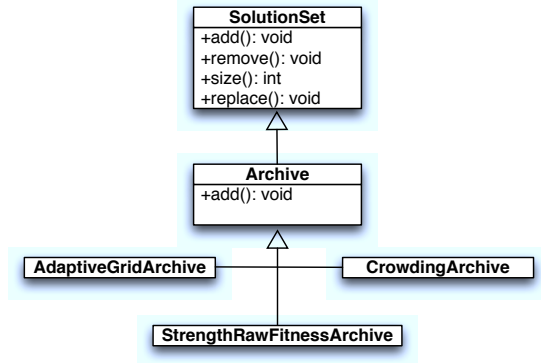 SolutionSet
+add(): void
+remove(): void
+size(): int
+replace(): void
Archive
+add(): void
AdaptiveGridArchive
CrowdingArchive
StrengthRawFitnessArchive